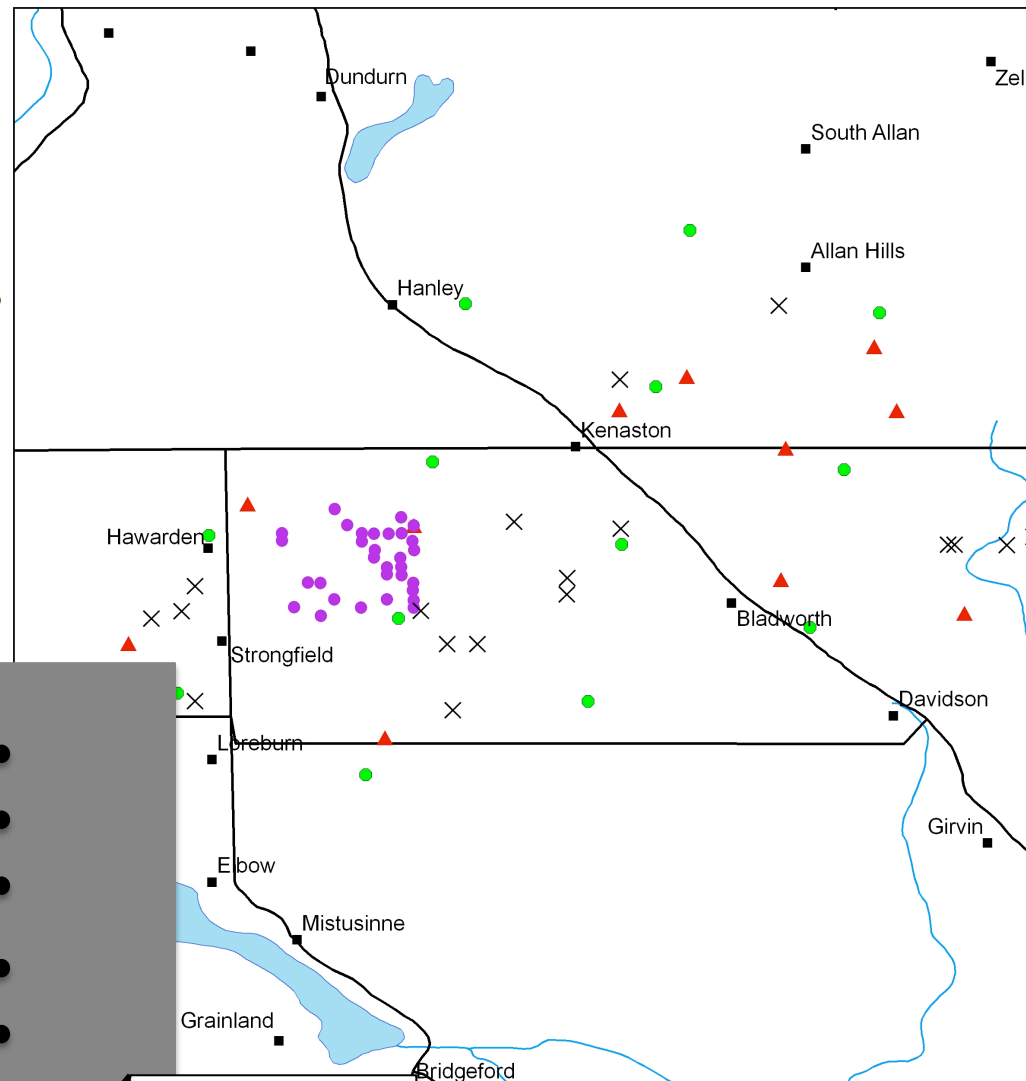 Dundurn
Zel
South Allan
Allan Hills
Hanley
Kenaston
Hawarden
Bladworth
Strongfield
Davidson
Loreburn
Girvin
Elbow
Mistusinne
Grainland
Bridgeford